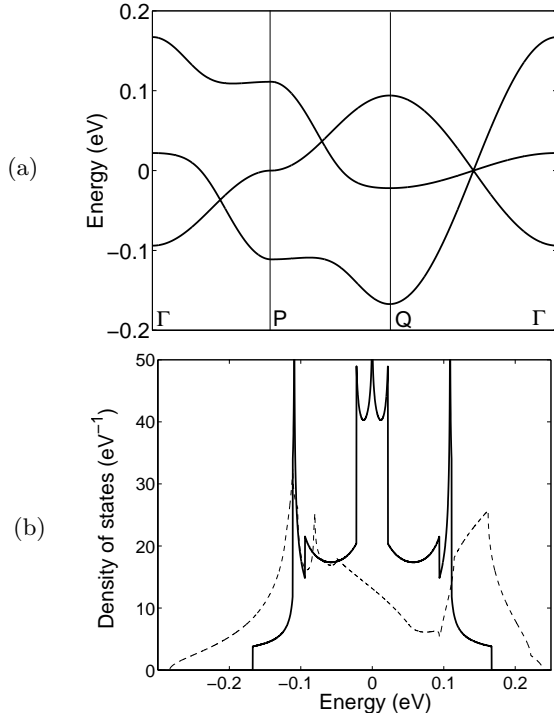 (a)
Energy (eV)
0.2
0.1
0
−0.1
−0.2
Γ
P
Q
Γ
(b)
Density of states (eV⁻¹)
50
40
30
20
10
0
−0.2
−0.1
0
0.1
0.2
Energy (eV)